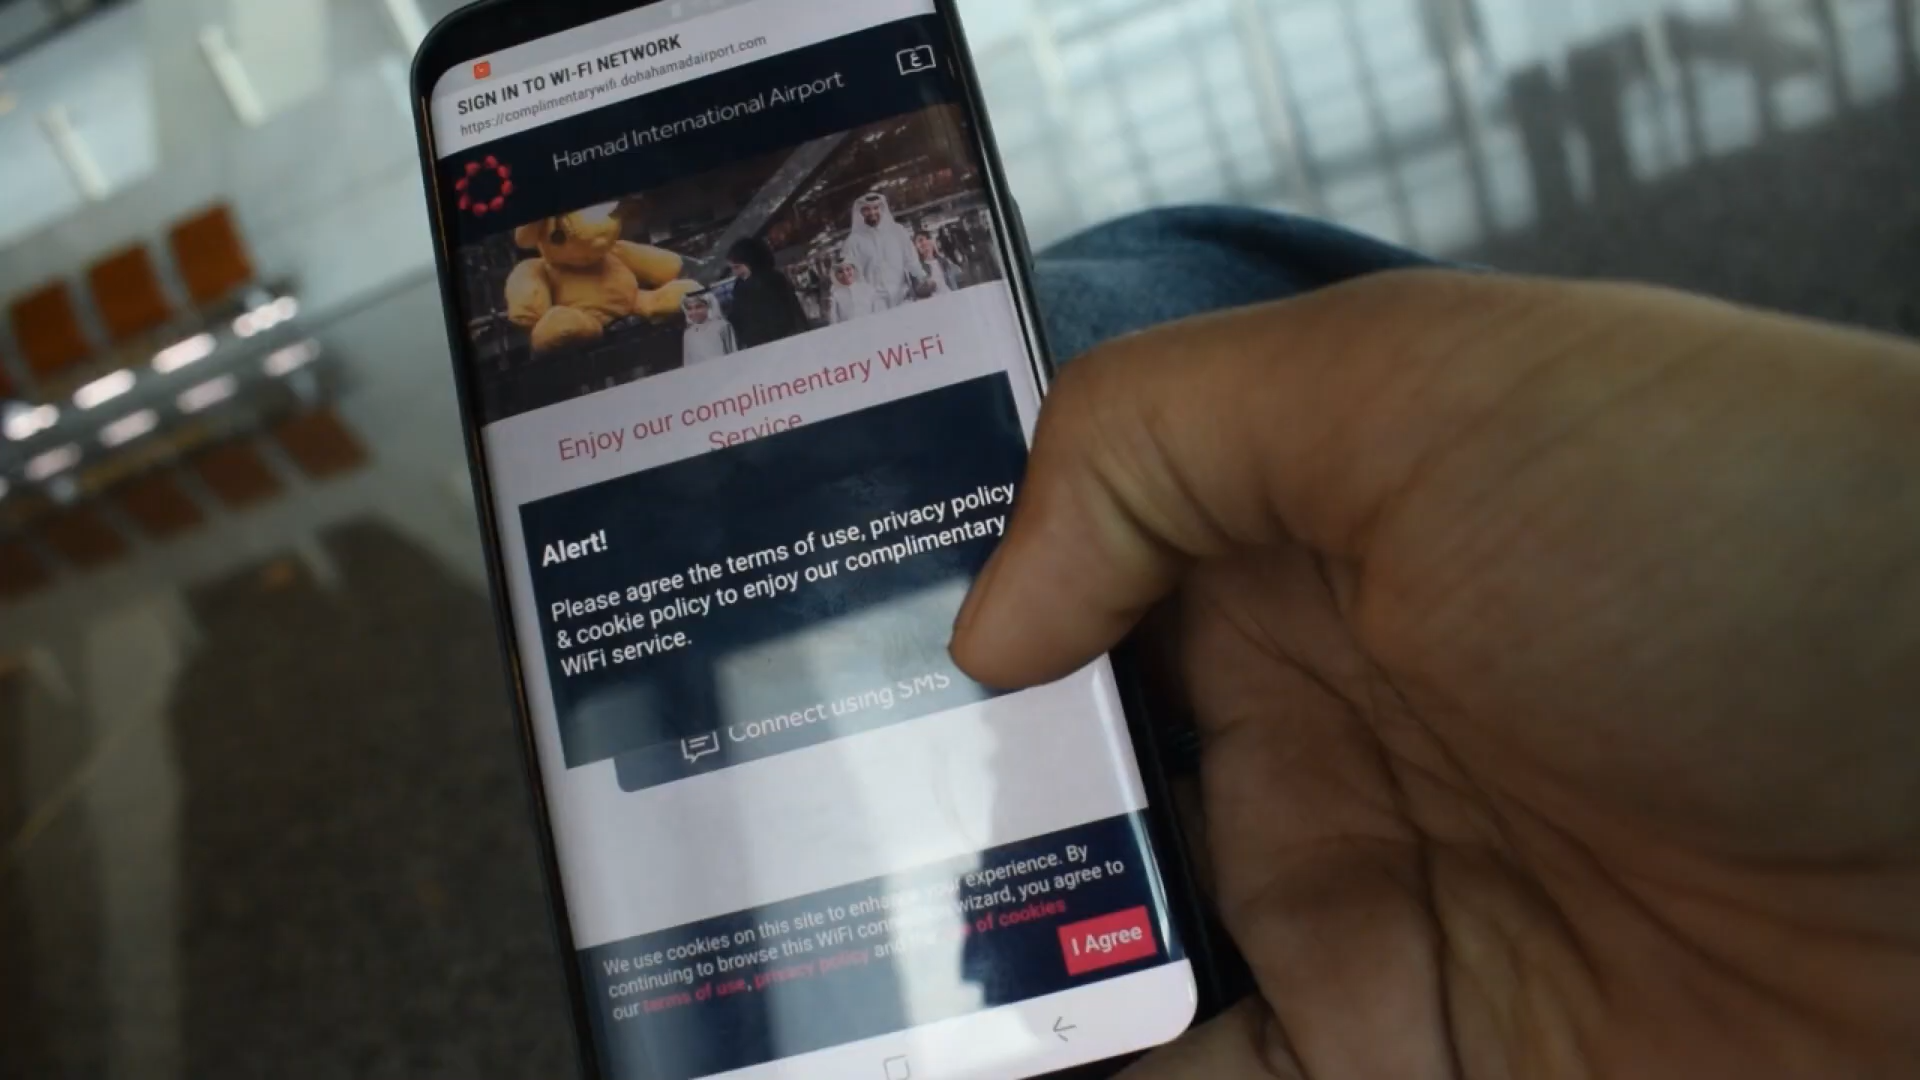 SIGN IN TO WI-FI NETWORK
https://complimentarywifi.dohahamadairport.com
Hamad International Airport
ع
Enjoy our complimentary Wi-Fi
Service
Alert!
Please agree the terms of use, privacy policy
& cookie policy to enjoy our complimentary
WiFi service.
Connect using SMS
We use cookies on this site to enhance your experience. By
continuing to browse this WiFi connection wizard, you agree to
our terms of use, privacy policy and the use of cookies
I Agree